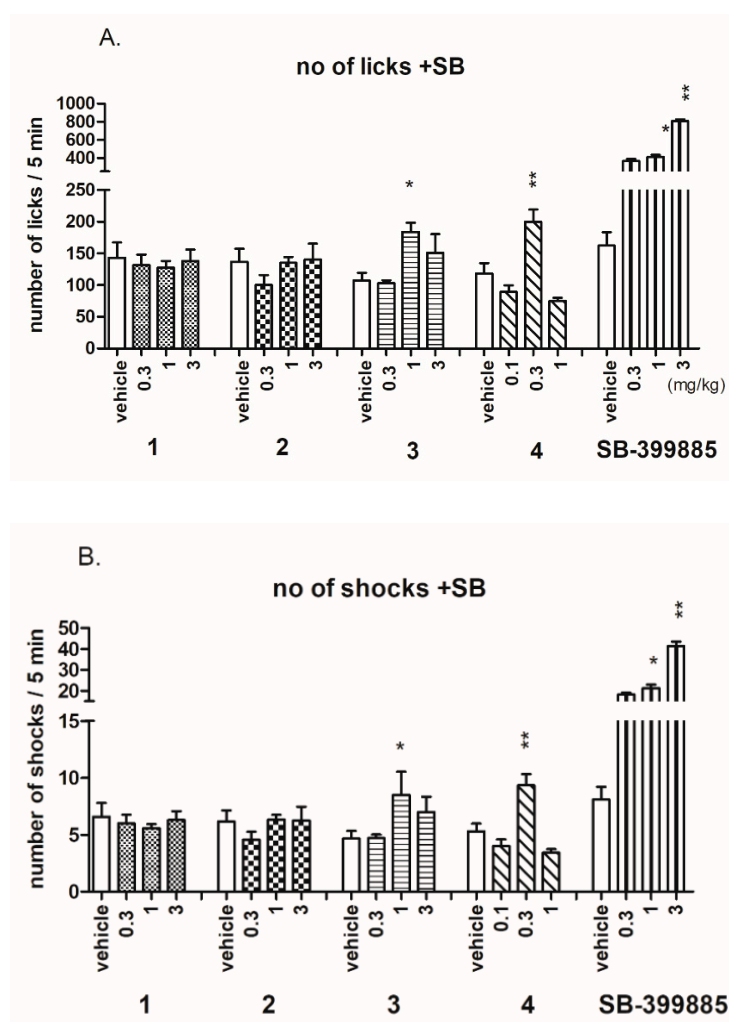 A.
no of licks +SB
number of licks / 5 min
1000
800
600
400
250
200
150
100
50
0
* ** * **
vehicle 0.3 1 3 vehicle 0.3 1 3 vehicle 0.3 1 3 vehicle 0.1 0.3 1 vehicle 0.3 1 3
(mg/kg)
1 2 3 4 SB-399885
B.
no of shocks +SB
number of shocks / 5 min
50
40
30
20
15
10
5
0
* ** * **
vehicle 0.3 1 3 vehicle 0.3 1 3 vehicle 0.3 1 3 vehicle 0.1 0.3 1 vehicle 0.3 1 3
1 2 3 4 SB-399885